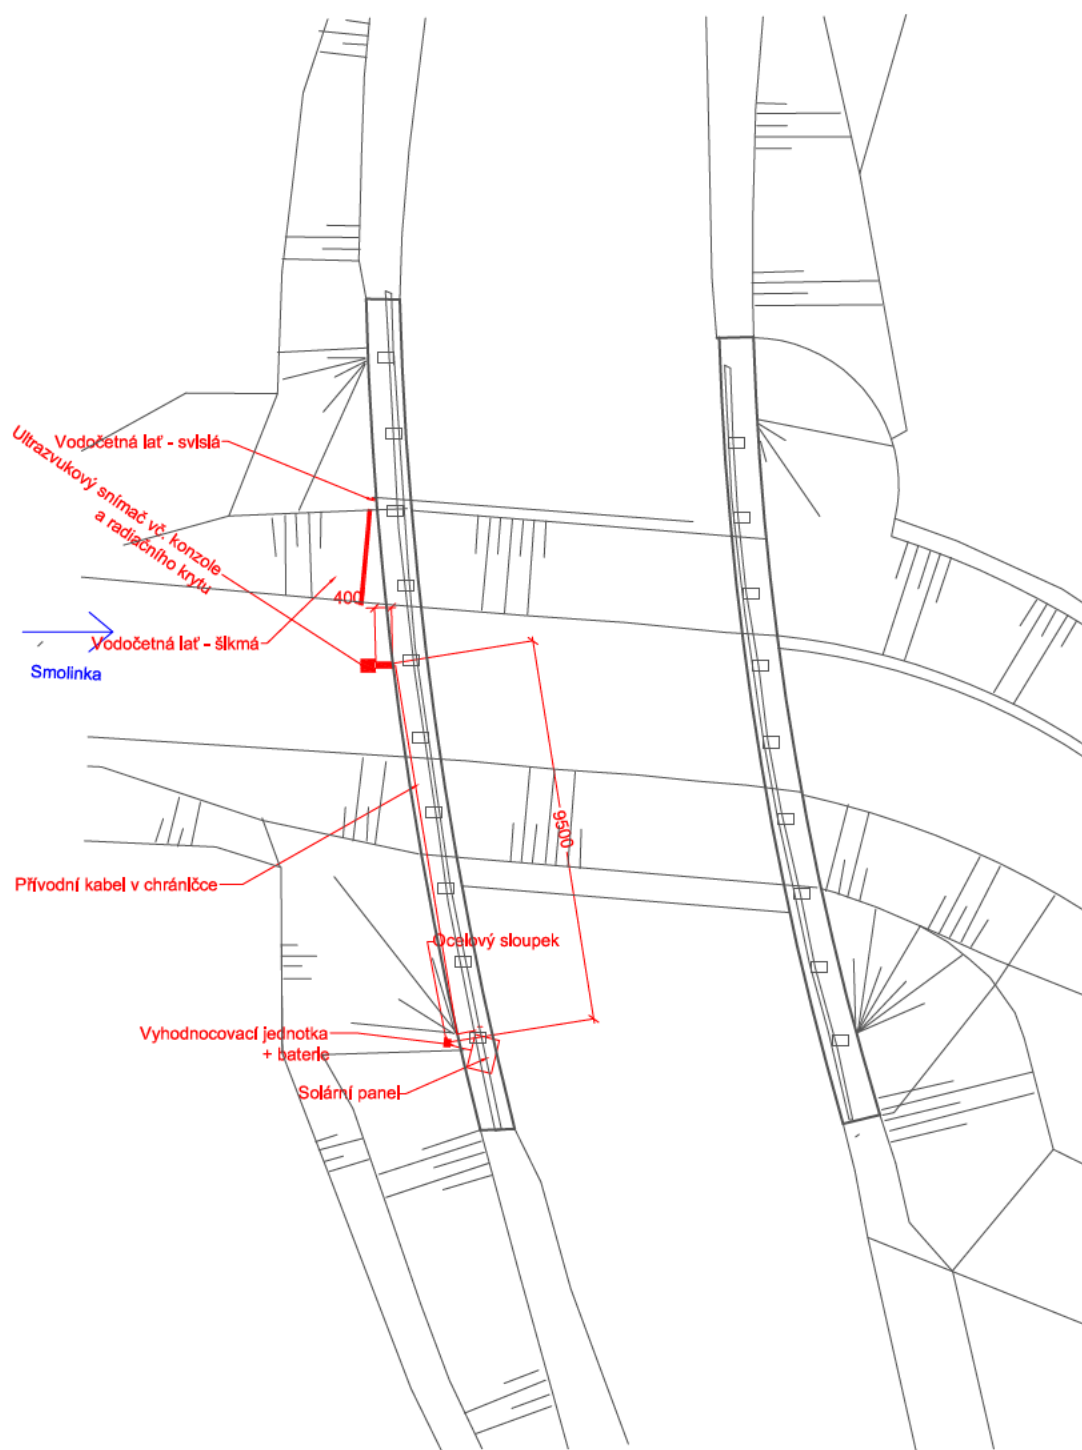 Vodočetná lať - svislá
Ultrazvukový snímač vč. konzole
a radiačního krytu
400
Vodočetná lať - šikmá
Smolinka
9500
Přívodní kabel v chráničce
Ocelový sloupek
Vyhodnocovací jednotka
+ baterie
Solární panel